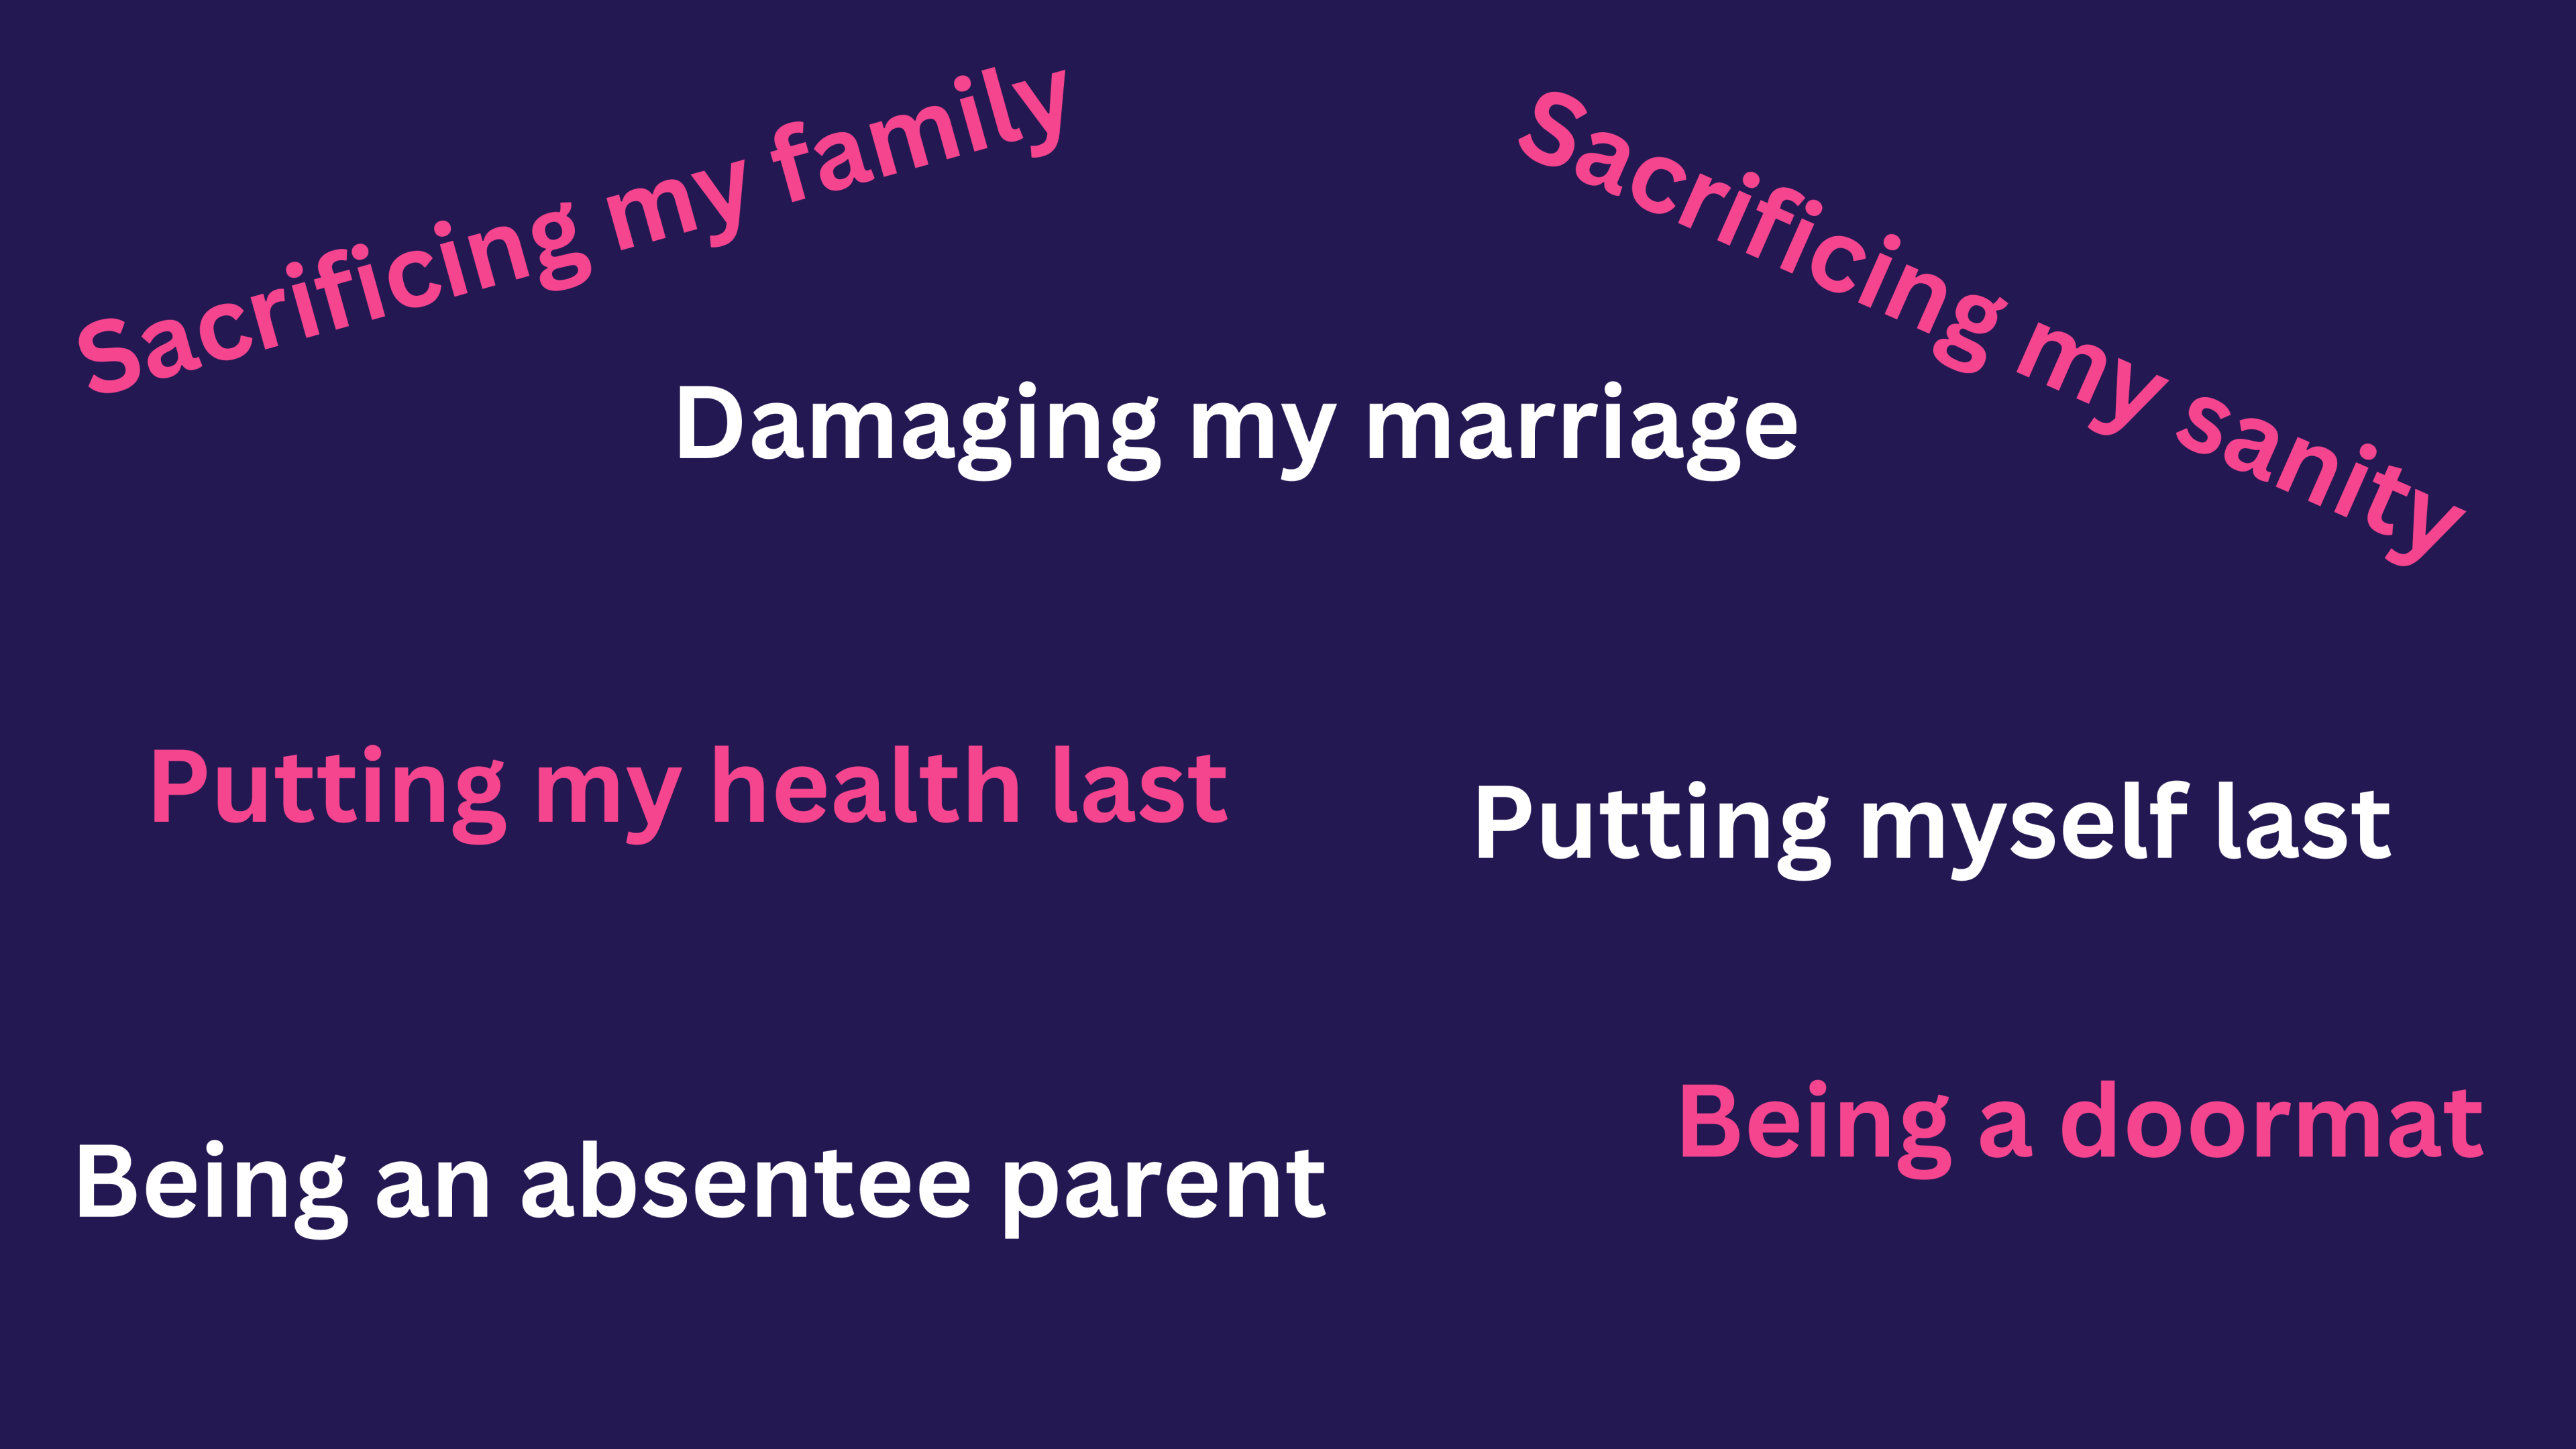 Sacrificing my family
Sacrificing my sanity
Damaging my marriage
Putting my health last
Putting myself last
Being a doormat
Being an absentee parent